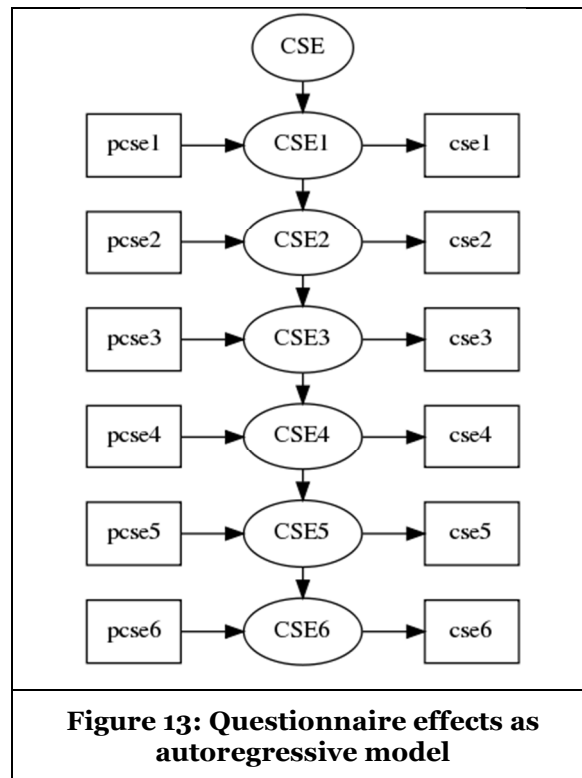 CSE
pcse1 CSE1 cse1
pcse2 CSE2 cse2
pcse3 CSE3 cse3
pcse4 CSE4 cse4
pcse5 CSE5 cse5
pcse6 CSE6 cse6
Figure 13: Questionnaire effects as
autoregressive model